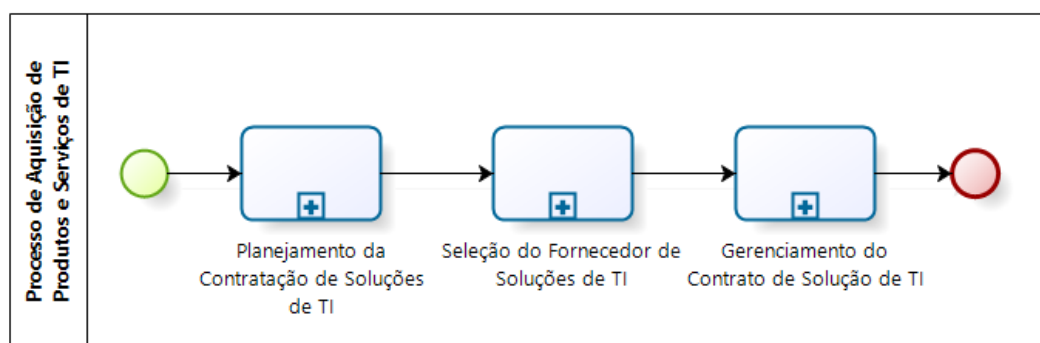 Processo de Aquisição de
Produtos e Serviços de TI
Planejamento da
Contratação de Soluções
de TI
Seleção do Fornecedor de
Soluções de TI
Gerenciamento do
Contrato de Solução de TI